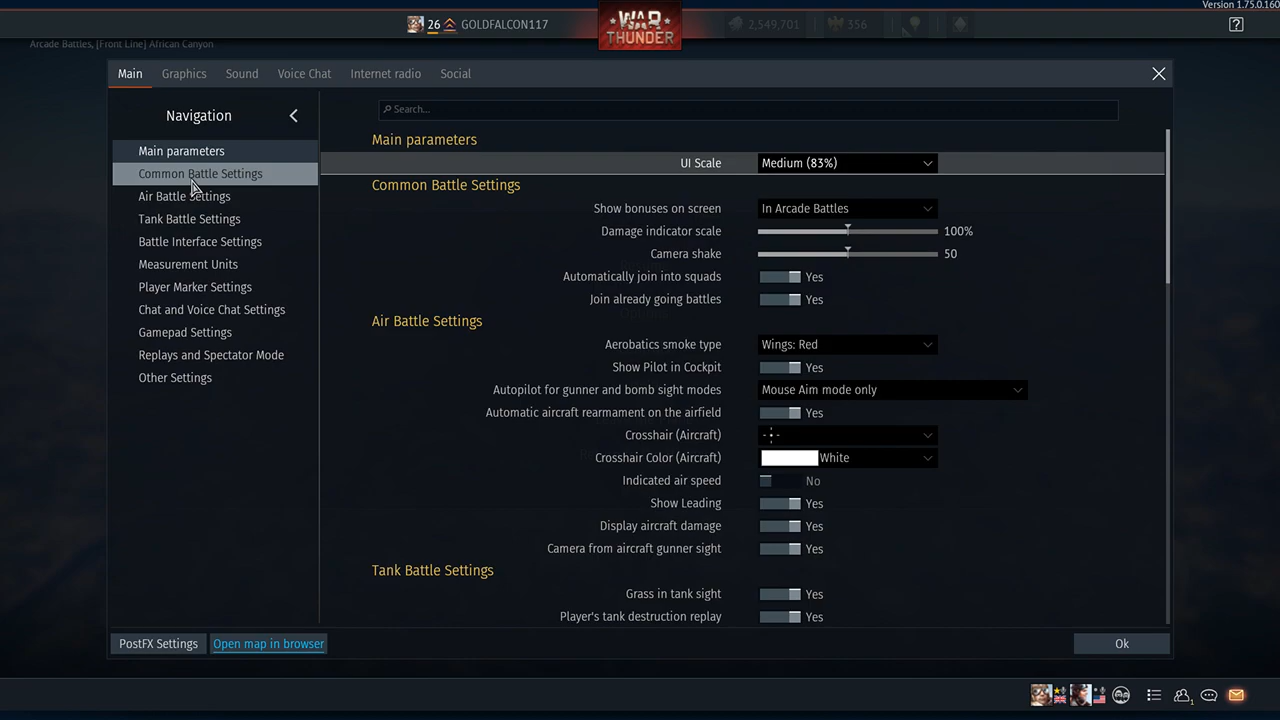 Version 1.75.0.160
26 GOLDFALCON117
WAR THUNDER
2,549,701 356
Arcade Battles, [Front Line] African Canyon
Main Graphics Sound Voice Chat Internet radio Social
Navigation
Main parameters
Common Battle Settings
Air Battle Settings
Tank Battle Settings
Battle Interface Settings
Measurement Units
Player Marker Settings
Chat and Voice Chat Settings
Gamepad Settings
Replays and Spectator Mode
Other Settings
Search...
Main parameters
UI Scale Medium (83%)
Common Battle Settings
Show bonuses on screen In Arcade Battles
Damage indicator scale 100%
Camera shake 50
Automatically join into squads Yes
Join already going battles Yes
Air Battle Settings
Aerobatics smoke type Wings: Red
Show Pilot in Cockpit Yes
Autopilot for gunner and bomb sight modes Mouse Aim mode only
Automatic aircraft rearmament on the airfield Yes
Crosshair (Aircraft)
Crosshair Color (Aircraft) White
Indicated air speed No
Show Leading Yes
Display aircraft damage Yes
Camera from aircraft gunner sight Yes
Tank Battle Settings
Grass in tank sight Yes
Player's tank destruction replay Yes
PostFX Settings Open map in browser Ok
1